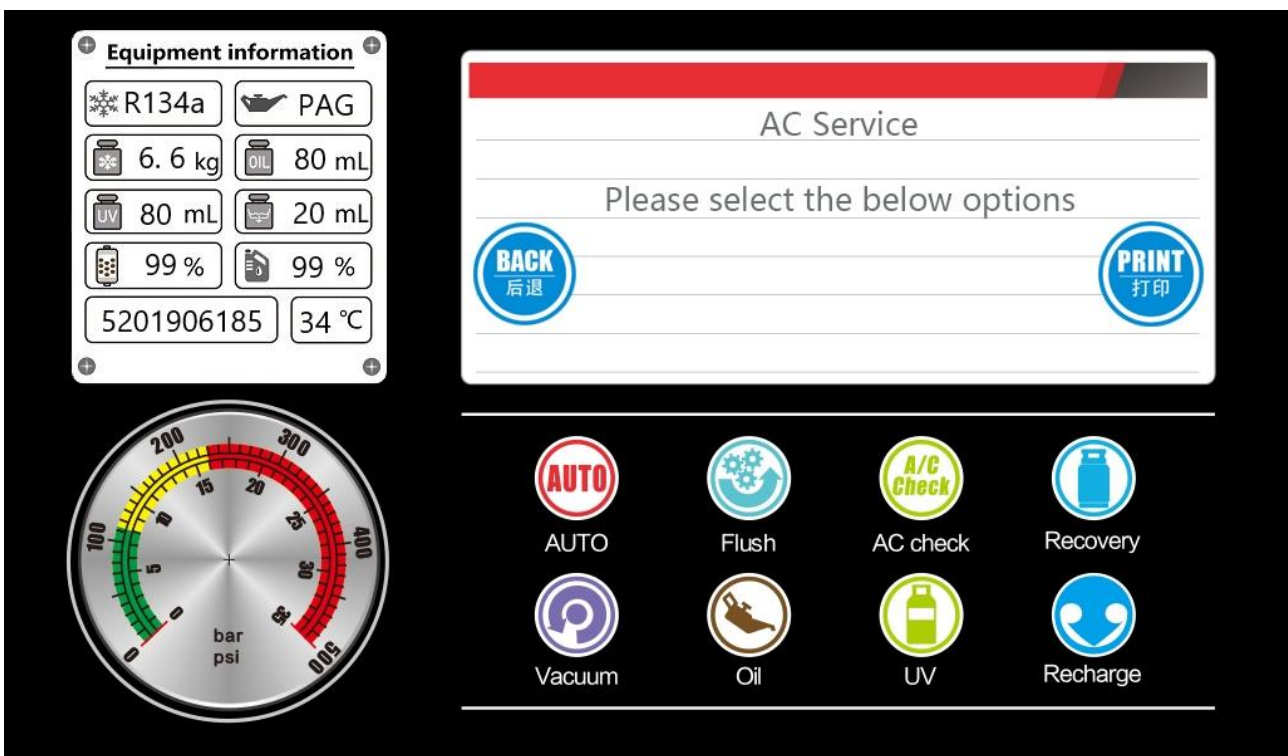 Equipment information
R134a
PAG
6. 6 kg
OIL
80 mL
UV
80 mL
20 mL
99 %
99 %
5201906185
34 ℃
AC Service
Please select the below options
BACK
后退
PRINT
打印
0
100
200
300
400
500
0
5
10
15
20
25
30
35
bar
psi
AUTO
A/C
Check
AUTO
Flush
AC check
Recovery
Vacuum
Oil
UV
Recharge